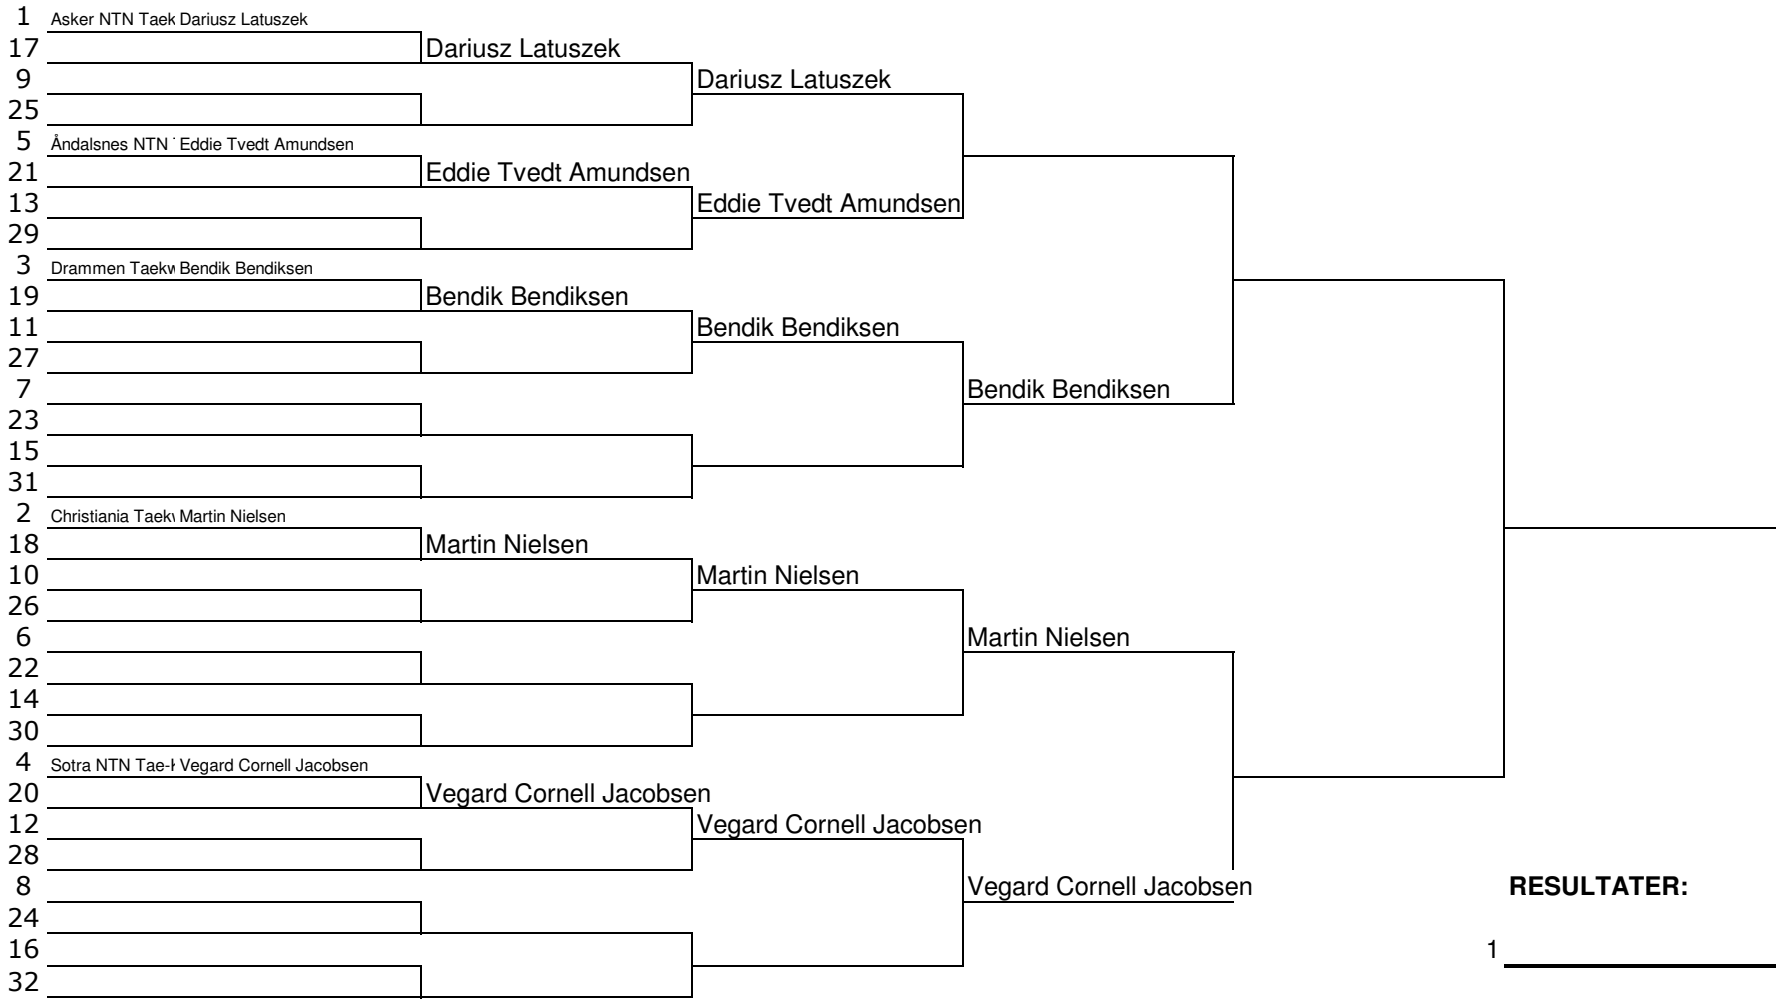 1 Asker NTN Taek Dariusz Latuszek
17 Dariusz Latuszek
9 Dariusz Latuszek
25
5 Åndalsnes NTN Eddie Tvedt Amundsen
21 Eddie Tvedt Amundsen
13 Eddie Tvedt Amundsen
29
3 Drammen Taekw Bendik Bendiksen
19 Bendik Bendiksen
11 Bendik Bendiksen
27
7 Bendik Bendiksen
23
15
31
2 Christiania Taekw Martin Nielsen
18 Martin Nielsen
10 Martin Nielsen
26
6 Martin Nielsen
22
14
30
4 Sotra NTN Tae-K Vegard Cornell Jacobsen
20 Vegard Cornell Jacobsen
12 Vegard Cornell Jacobsen
28
8 Vegard Cornell Jacobsen RESULTATER:
24
16 1
32